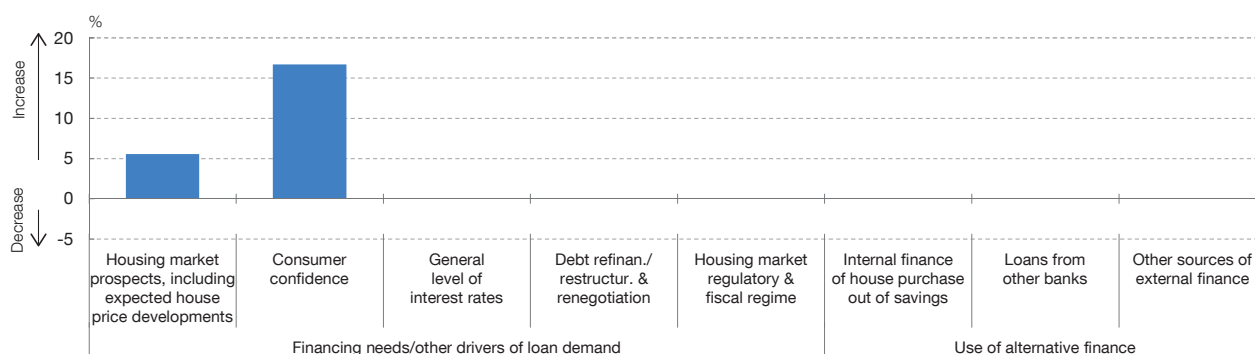 %
20
15
10
5
0
-5
Increase
Decrease
Housing market
prospects, including
expected house
price developments
Consumer
confidence
General
level of
interest rates
Debt refinan./
restructur. &
renegotiation
Housing market
regulatory &
fiscal regime
Internal finance
of house purchase
out of savings
Loans from
other banks
Other sources of
external finance
Financing needs/other drivers of loan demand
Use of alternative finance